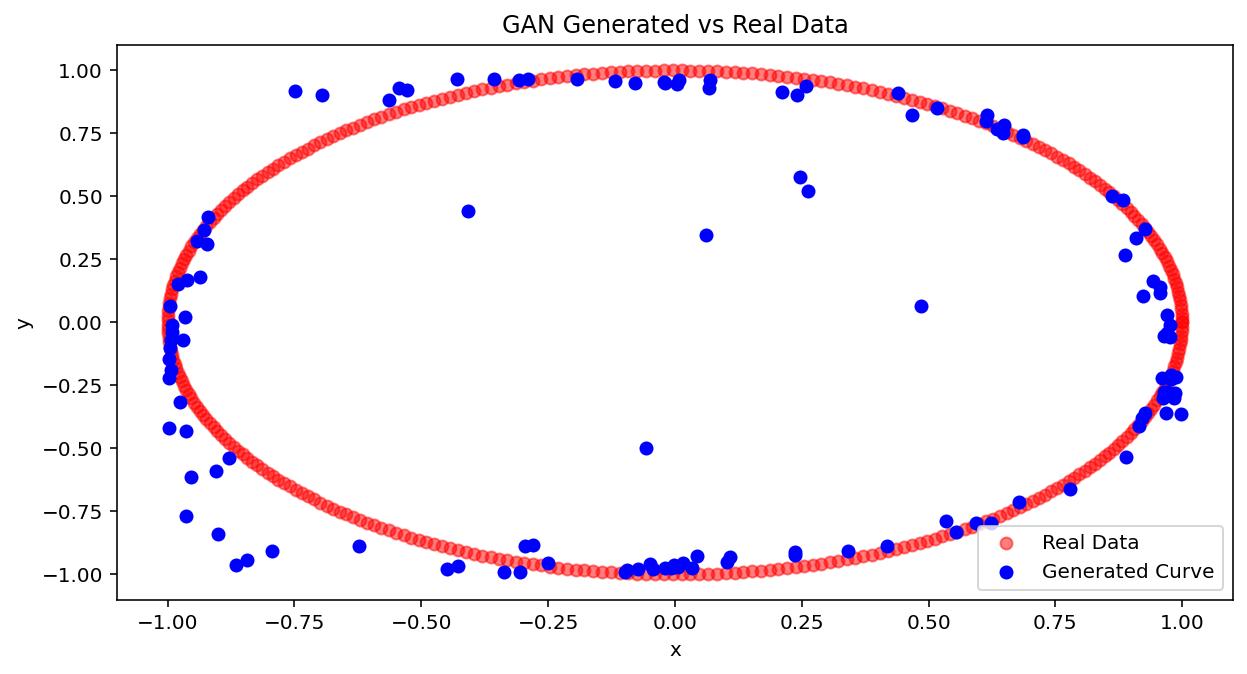 GAN Generated vs Real Data
1.00
0.75
0.50
0.25
0.00
−0.25
−0.50
−0.75
−1.00
y
Real Data
Generated Curve
−1.00 −0.75 −0.50 −0.25 0.00 0.25 0.50 0.75 1.00
x